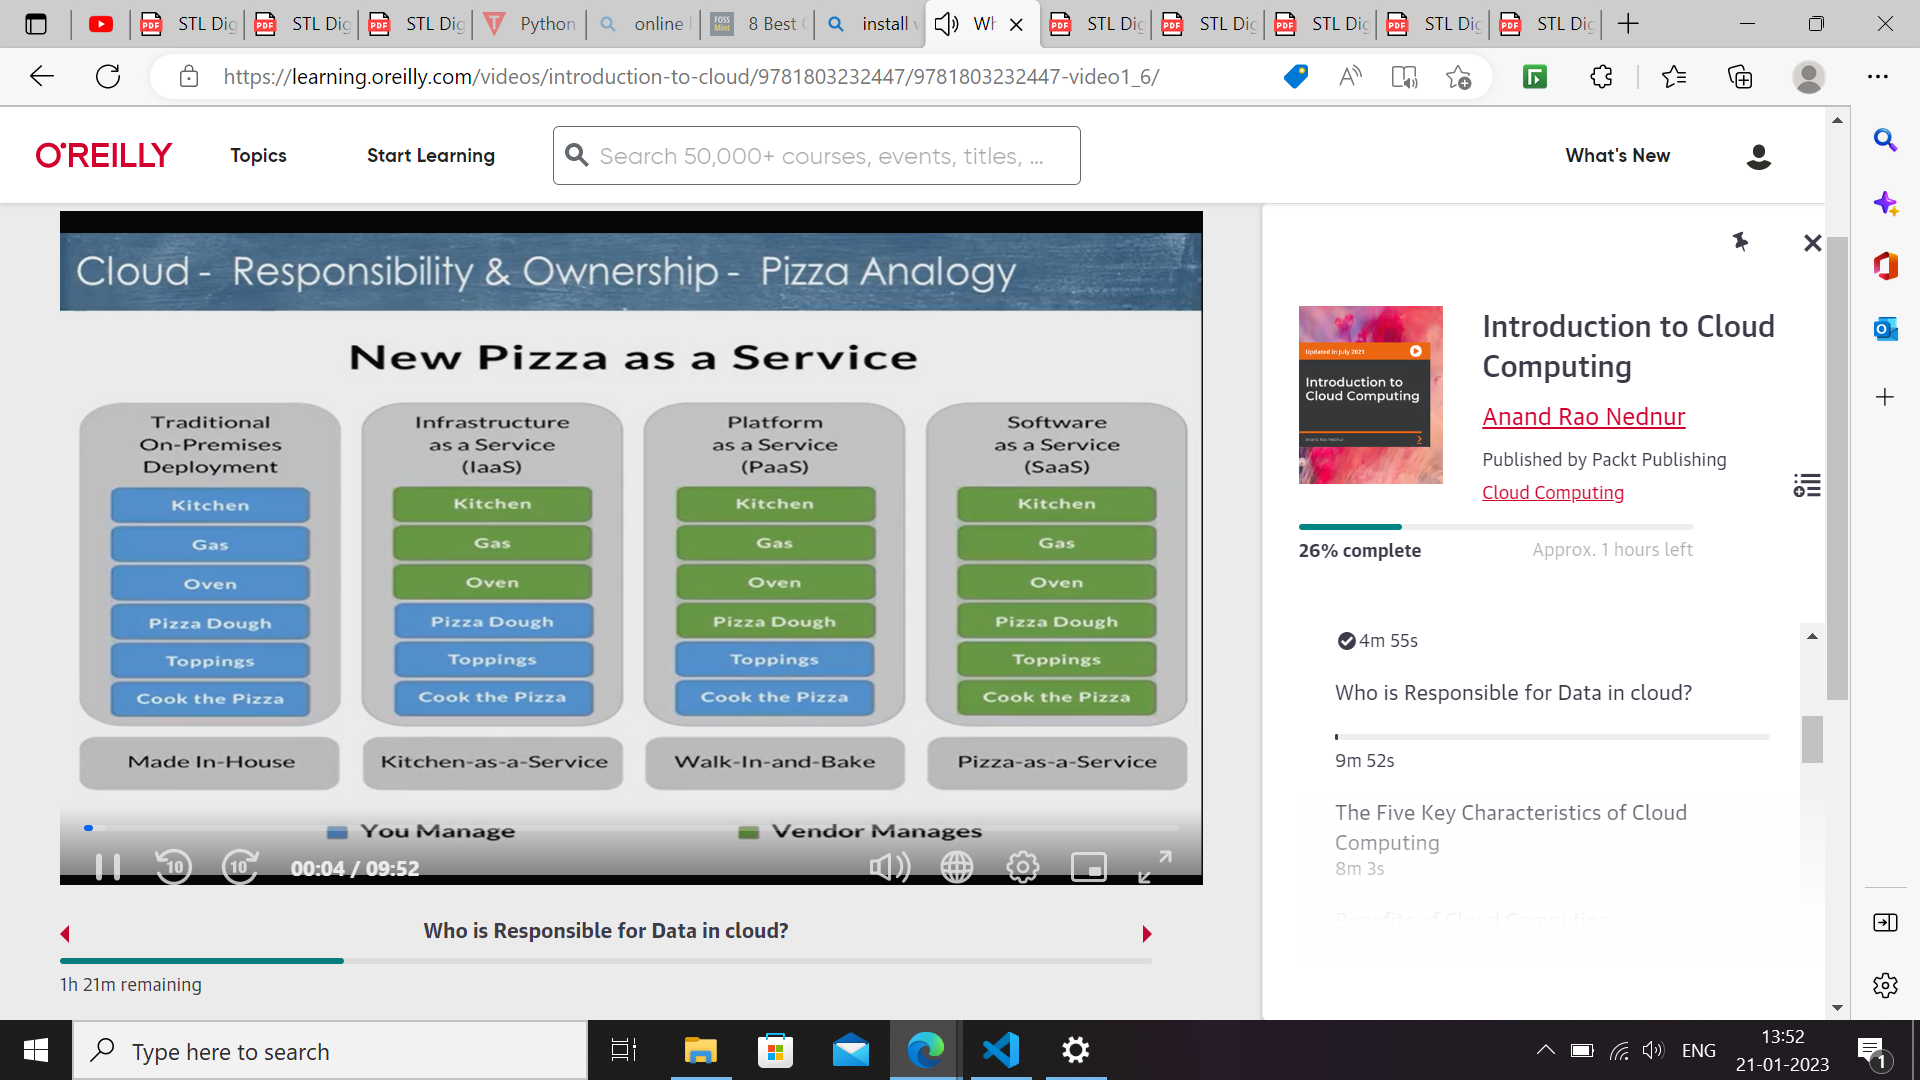 STL Dig
STL Dig
STL Dig
Python
online
8 Best
install
Wh
STL Dig
STL Dig
STL Dig
STL Dig
STL Dig
https://learning.oreilly.com/videos/introduction-to-cloud/9781803232447/9781803232447-video1_6/
O'REILLY
Topics
Start Learning
Search 50,000+ courses, events, titles, ...
What's New
Cloud - Responsibility & Ownership - Pizza Analogy
New Pizza as a Service
Traditional
On-Premises
Deployment
Kitchen
Gas
Oven
Pizza Dough
Toppings
Cook the Pizza
Made In-House
Infrastructure
as a Service
(IaaS)
Kitchen
Gas
Oven
Pizza Dough
Toppings
Cook the Pizza
Kitchen-as-a-Service
Platform
as a Service
(PaaS)
Kitchen
Gas
Oven
Pizza Dough
Toppings
Cook the Pizza
Walk-In-and-Bake
Software
as a Service
(SaaS)
Kitchen
Gas
Oven
Pizza Dough
Toppings
Cook the Pizza
Pizza-as-a-Service
You Manage
Vendor Manages
10
10
00:04 / 09:52
Who is Responsible for Data in cloud?
1h 21m remaining
Updated in July 2021
Introduction to
Cloud Computing
Anand Rao Nednur
Introduction to Cloud
Computing
Anand Rao Nednur
Published by Packt Publishing
Cloud Computing
26% complete
Approx. 1 hours left
4m 55s
Who is Responsible for Data in cloud?
9m 52s
The Five Key Characteristics of Cloud
Computing
8m 3s
Benefits of Cloud Computing
Type here to search
ENG
13:52
21-01-2023
1